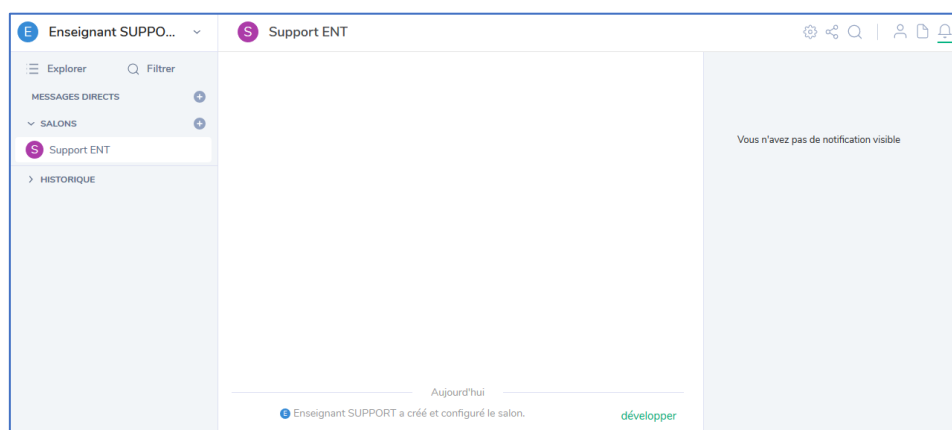 E Enseignant SUPPO...
S Support ENT
Explorer Filtrer
MESSAGES DIRECTS
SALONS
S Support ENT
HISTORIQUE
Vous n'avez pas de notification visible
Aujourd'hui
E Enseignant SUPPORT a créé et configuré le salon.
développer